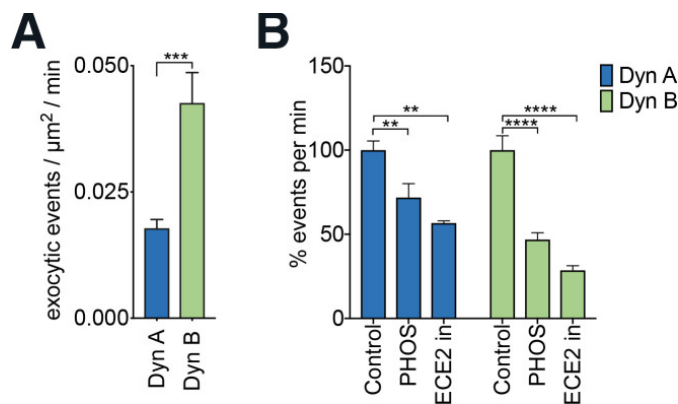 A
exocytic events / µm² / min
0.050
0.025
0.000
***
Dyn A
Dyn B
B
% events per min
150
100
50
0
**
**
****
****
Control
PHOS
ECE2 in
Control
PHOS
ECE2 in
Dyn A
Dyn B